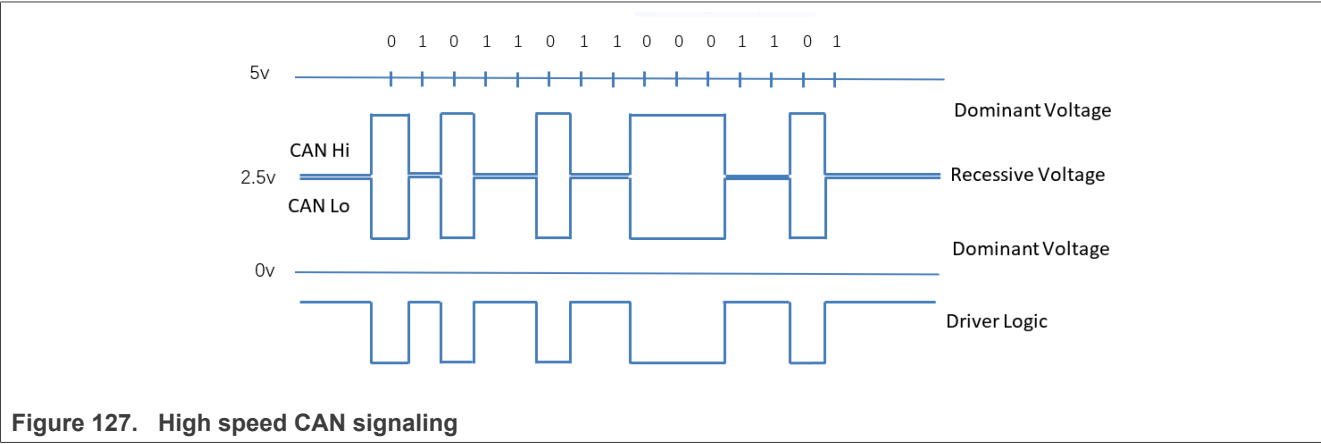 0 1 0 1 1 0 1 1 0 0 0 1 1 0 1
5v
Dominant Voltage
CAN Hi
2.5v
Recessive Voltage
CAN Lo
Dominant Voltage
0v
Driver Logic
Figure 127. High speed CAN signaling